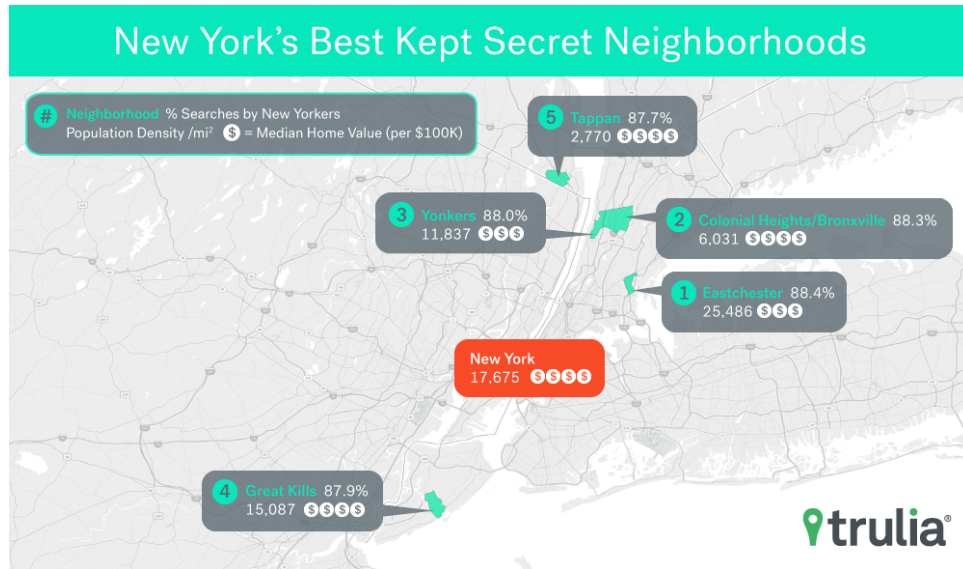 New York's Best Kept Secret Neighborhoods
# Neighborhood % Searches by New Yorkers
Population Density /mi² $ = Median Home Value (per $100K)
5 Tappan 87.7%
2,770 $ $ $ $
3 Yonkers 88.0%
11,837 $ $ $
2 Colonial Heights/Bronxville 88.3%
6,031 $ $ $ $
1 Eastchester 88.4%
25,486 $ $ $
New York
17,675 $ $ $ $
4 Great Kills 87.9%
15,087 $ $ $ $
trulia®